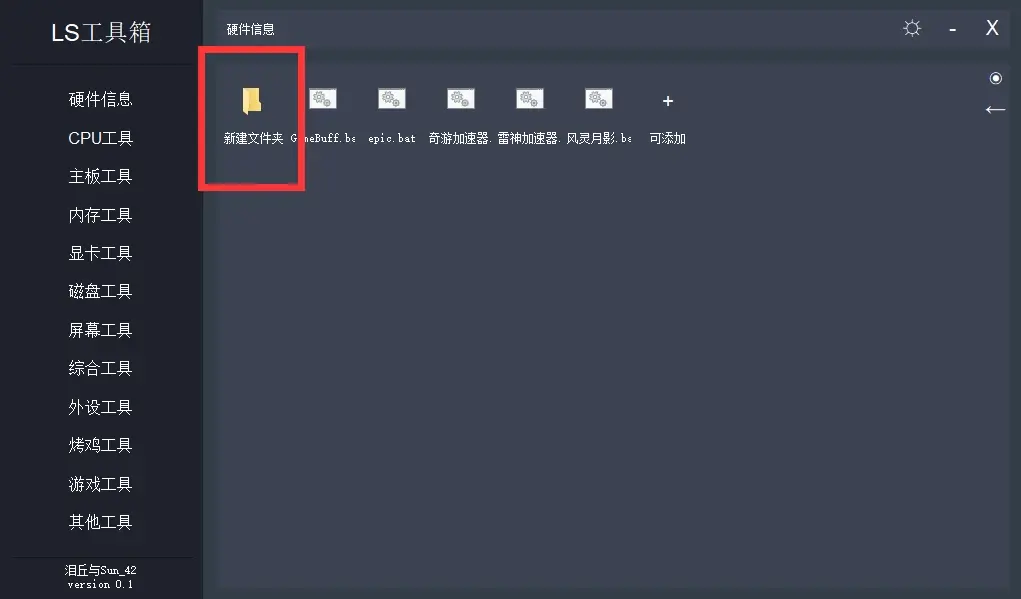 LS工具箱
硬件信息
CPU工具
主板工具
内存工具
显卡工具
磁盘工具
屏幕工具
综合工具
外设工具
烤鸡工具
游戏工具
其他工具
泪丘与Sun_42
version 0.1
硬件信息
- X
新建文件夹
epic.bat
奇游加速器.
雷神加速器.
风灵月影.ba
+
可添加
←